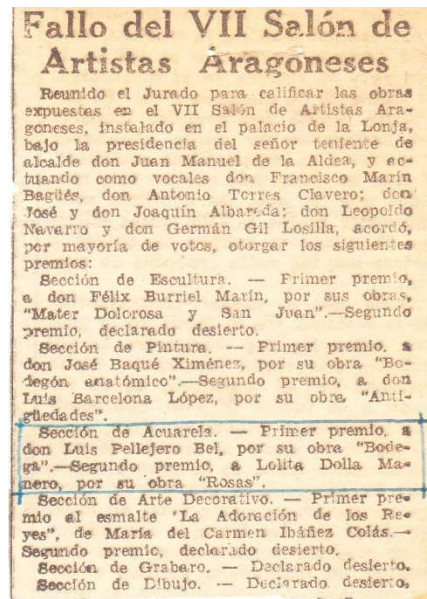 Fallo del VII Salón de
Artistas Aragoneses
Reunido el Jurado para calificar las obras
expuestas en el VII Salón de Artistas Ara-
goneses, instalado en el palacio de la Lonja,
bajo la presidencia del señor teniente de
alcalde don Juan Manuel de la Aldea, y ac-
tuando como vocales don Francisco Marín
Bagüés, don Antonio Torres Clavero; don
José y don Joaquín Albareda; don Leopoldo
Navarro y don Germán Gil Losilla, acordó,
por mayoría de votos, otorgar los siguientes
premios:
Sección de Escultura. — Primer premio,
a don Félix Burriel Marín, por sus obras,
"Mater Dolorosa y San Juan".—Segundo
premio, declarado desierto.
Sección de Pintura. — Primer premio, a
don José Baqué Ximénez, por su obra "Bo-
degón anatómico".—Segundo premio, a don
Luis Barcelona López, por su obra "Anti-
güedades".
Sección de Acuarela. — Primer premio, a
don Luis Pellejero Bel, por su obra "Bode-
ga".—Segundo premio, a Lolita Dolla Ma-
nero, por su obra "Rosas".
Sección de Arte Decorativo. — Primer pre-
mio al esmalte "La Adoración de los Re-
yes", de María del Carmen Ibáñez Colás.—
Segundo premio, declarado desierto.
Sección de Grabaro. — Declarado desierto.
Sección de Dibujo. — Declarado desierto.